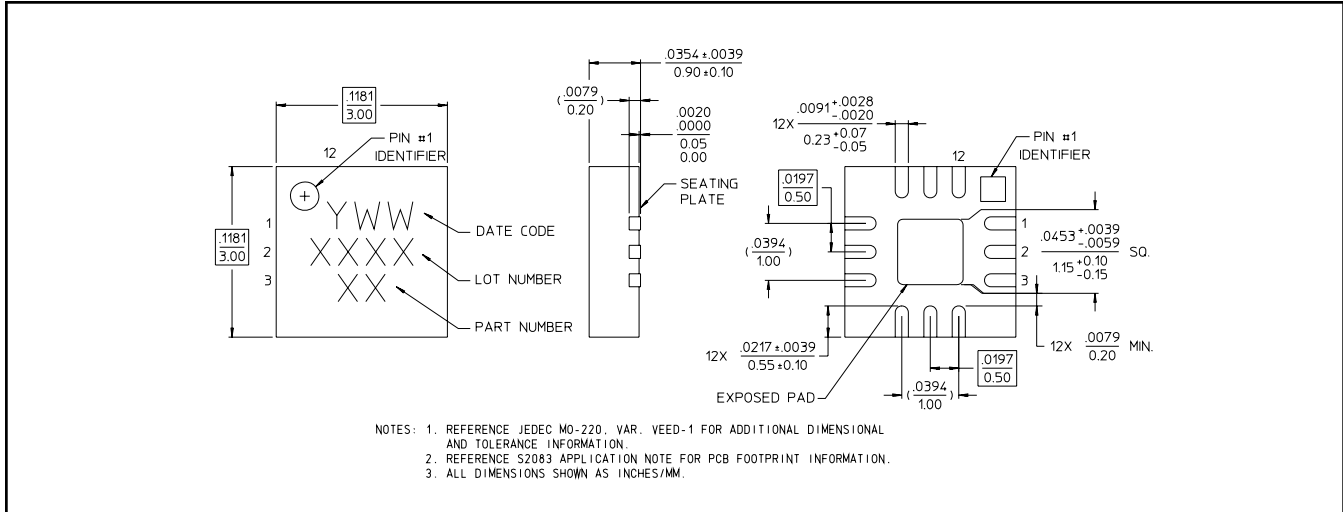 .1181
3.00
12
PIN #1
IDENTIFIER
.1181
3.00
1
2
3
YWW
XXXX
XX
DATE CODE
LOT NUMBER
PART NUMBER
.0354 ±.0039
0.90 ±0.10
(.0079
0.20)
.0020
.0000
0.05
0.00
SEATING
PLATE
12X .0091 +.0028 -.0020
0.23 +0.07 -0.05
12
PIN #1
IDENTIFIER
.0197
0.50
(.0394
1.00)
1
2
3
.0453 +.0039 -.0059
1.15 +0.10 -0.15
SQ.
12X .0217 ±.0039
0.55 ±0.10
12X .0079
0.20 MIN.
.0197
0.50
(.0394
1.00)
EXPOSED PAD
NOTES: 1. REFERENCE JEDEC MO-220, VAR. VEED-1 FOR ADDITIONAL DIMENSIONAL
AND TOLERANCE INFORMATION.
2. REFERENCE S2083 APPLICATION NOTE FOR PCB FOOTPRINT INFORMATION.
3. ALL DIMENSIONS SHOWN AS INCHES/MM.